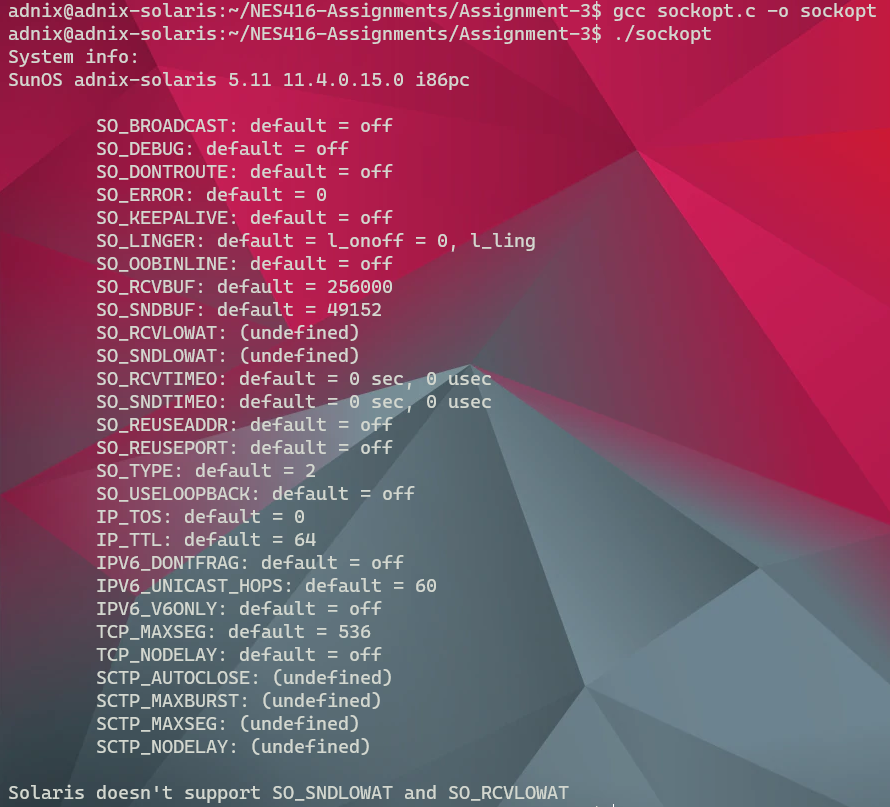 adnix@adnix-solaris:~/NES416-Assignments/Assignment-3$ gcc sockopt.c -o sockopt
adnix@adnix-solaris:~/NES416-Assignments/Assignment-3$ ./sockopt
System info:
SunOS adnix-solaris 5.11 11.4.0.15.0 i86pc
SO_BROADCAST: default = off
SO_DEBUG: default = off
SO_DONTROUTE: default = off
SO_ERROR: default = 0
SO_KEEPALIVE: default = off
SO_LINGER: default = l_onoff = 0, l_ling
SO_OOBINLINE: default = off
SO_RCVBUF: default = 256000
SO_SNDBUF: default = 49152
SO_RCVLOWAT: (undefined)
SO_SNDLOWAT: (undefined)
SO_RCVTIMEO: default = 0 sec, 0 usec
SO_SNDTIMEO: default = 0 sec, 0 usec
SO_REUSEADDR: default = off
SO_REUSEPORT: default = off
SO_TYPE: default = 2
SO_USELOOPBACK: default = off
IP_TOS: default = 0
IP_TTL: default = 64
IPV6_DONTFRAG: default = off
IPV6_UNICAST_HOPS: default = 60
IPV6_V6ONLY: default = off
TCP_MAXSEG: default = 536
TCP_NODELAY: default = off
SCTP_AUTOCLOSE: (undefined)
SCTP_MAXBURST: (undefined)
SCTP_MAXSEG: (undefined)
SCTP_NODELAY: (undefined)
Solaris doesn't support SO_SNDLOWAT and SO_RCVLOWAT